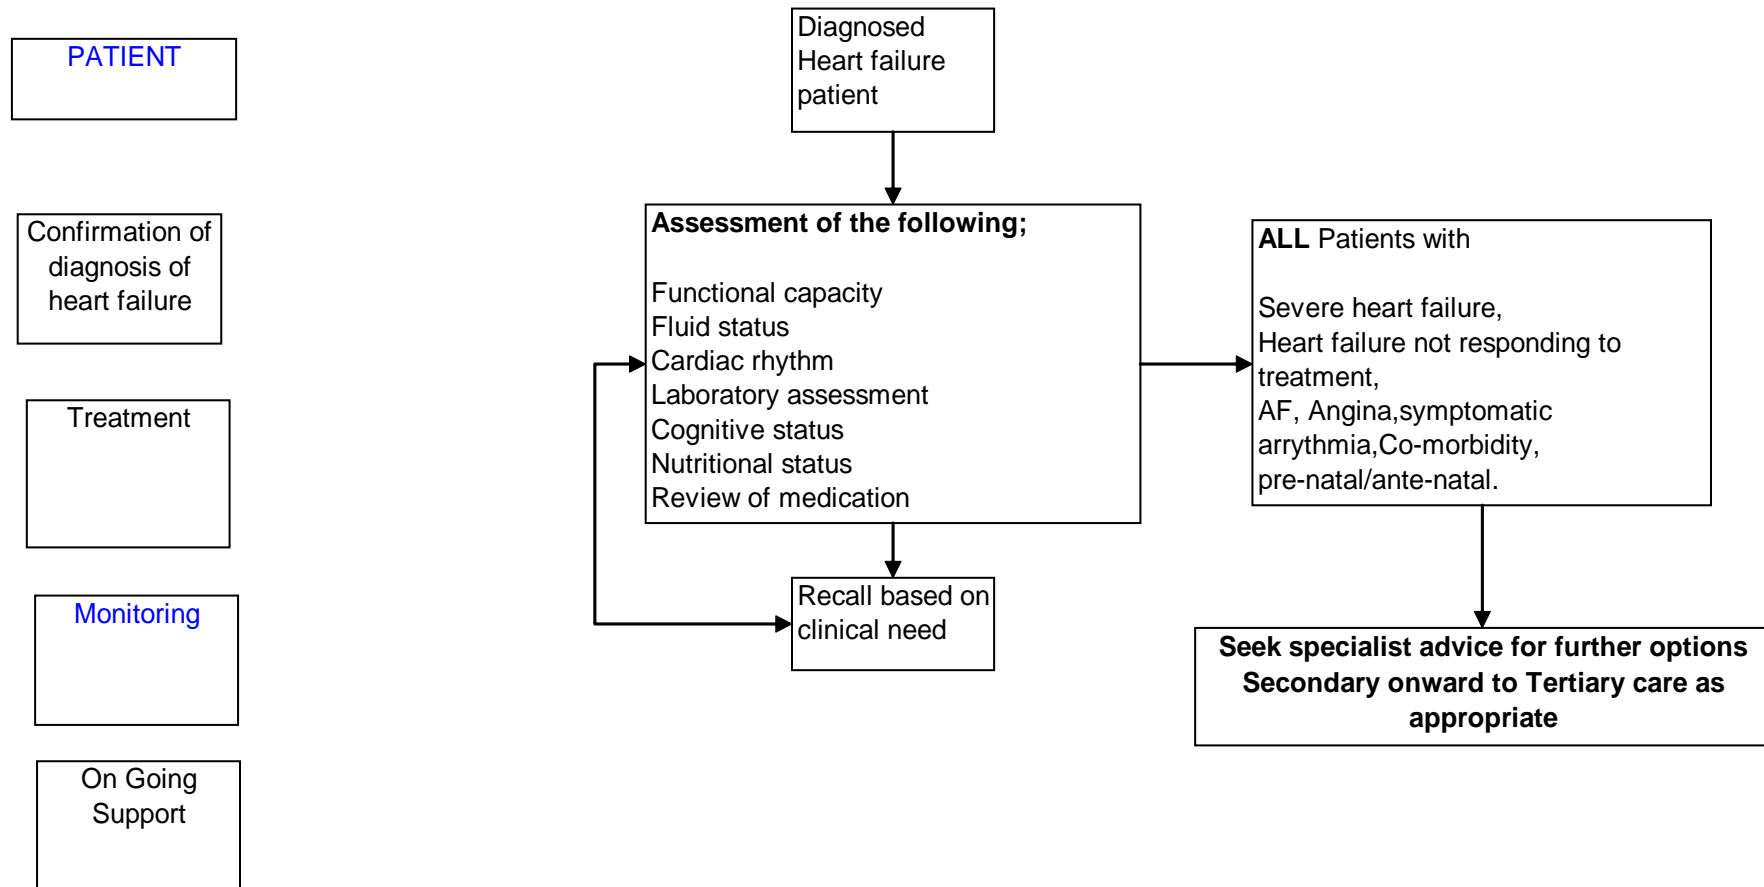 PATIENT
Confirmation of
diagnosis of
heart failure
Treatment
Monitoring
On Going
Support
Diagnosed
Heart failure
patient
Assessment of the following;
Functional capacity
Fluid status
Cardiac rhythm
Laboratory assessment
Cognitive status
Nutritional status
Review of medication
Recall based on
clinical need
ALL Patients with
Severe heart failure,
Heart failure not responding to
treatment,
AF, Angina,symptomatic
arrythmia,Co-morbidity,
pre-natal/ante-natal.
Seek specialist advice for further options
Secondary onward to Tertiary care as
appropriate